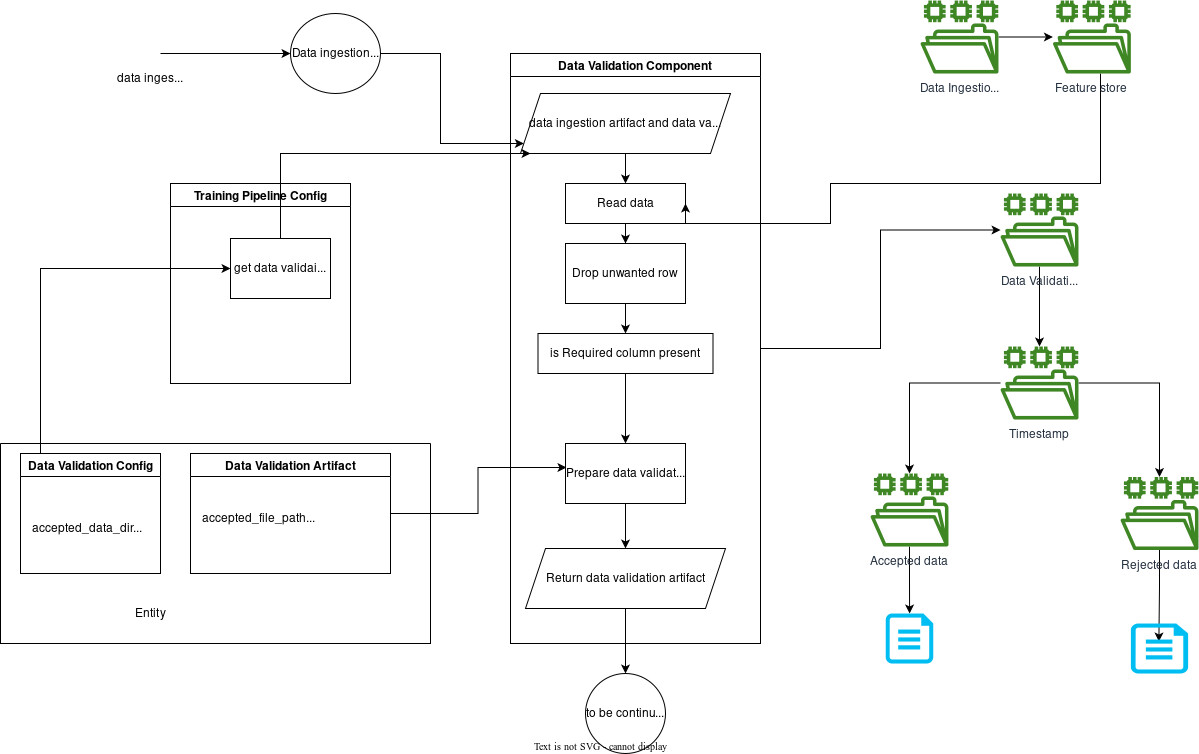 Data ingestion...
data inges...
Data Ingestio...
Feature store
Data Validation Component
data ingestion artifact and data va...
Training Pipeline Config
Read data
get data validai...
Drop unwanted row
Data Validati...
is Required column present
Timestamp
Data Validation Config
Data Validation Artifact
Prepare data validat...
accepted_data_dir...
accepted_file_path...
Accepted data
Rejected data
Return data validation artifact
Entity
to be continu...
Text is not SVG - cannot display